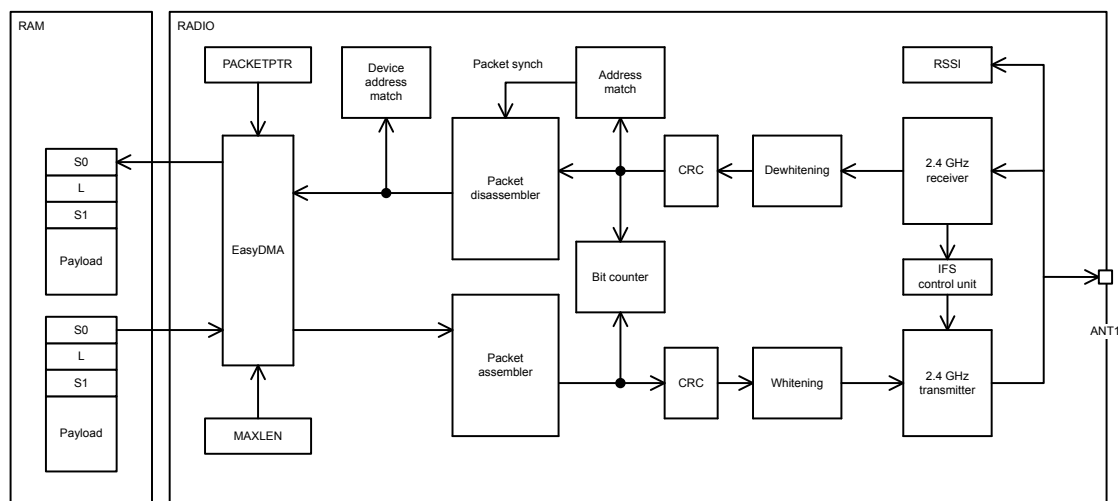 RAM
RADIO
PACKETPTR
Device
address
match
Packet synch
Address
match
RSSI
S0
L
S1
Payload
EasyDMA
Packet
disassembler
CRC
Dewhitening
2.4 GHz
receiver
Bit counter
IFS
control unit
ANT1
S0
L
S1
Payload
Packet
assembler
CRC
Whitening
2.4 GHz
transmitter
MAXLEN